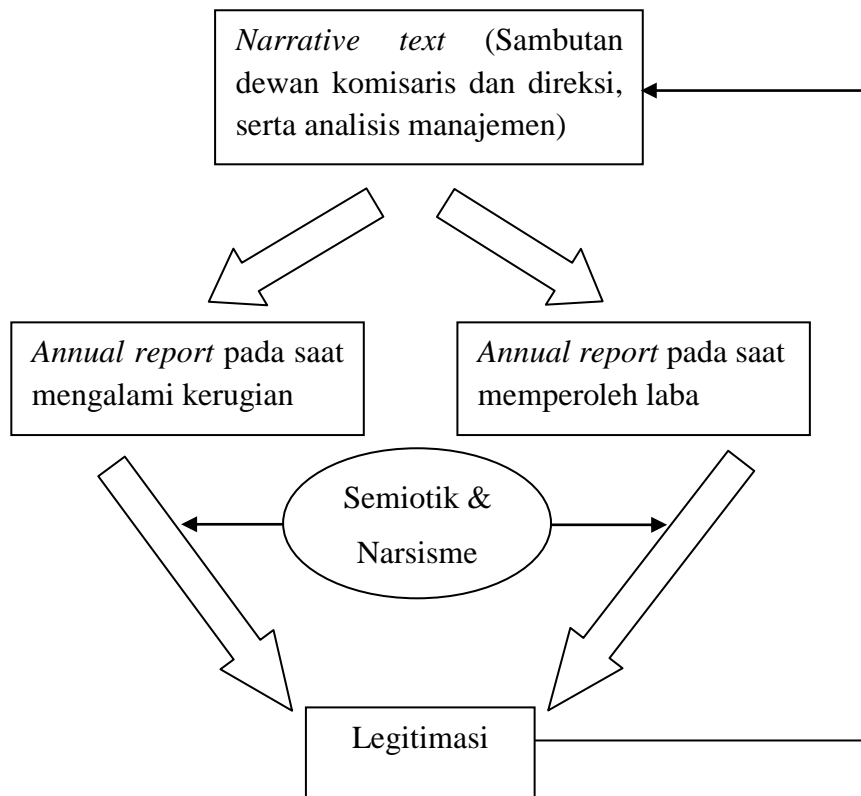 Narrative text (Sambutan
dewan komisaris dan direksi,
serta analisis manajemen)
Annual report pada saat
mengalami kerugian
Annual report pada saat
memperoleh laba
Semiotik &
Narsisme
Legitimasi